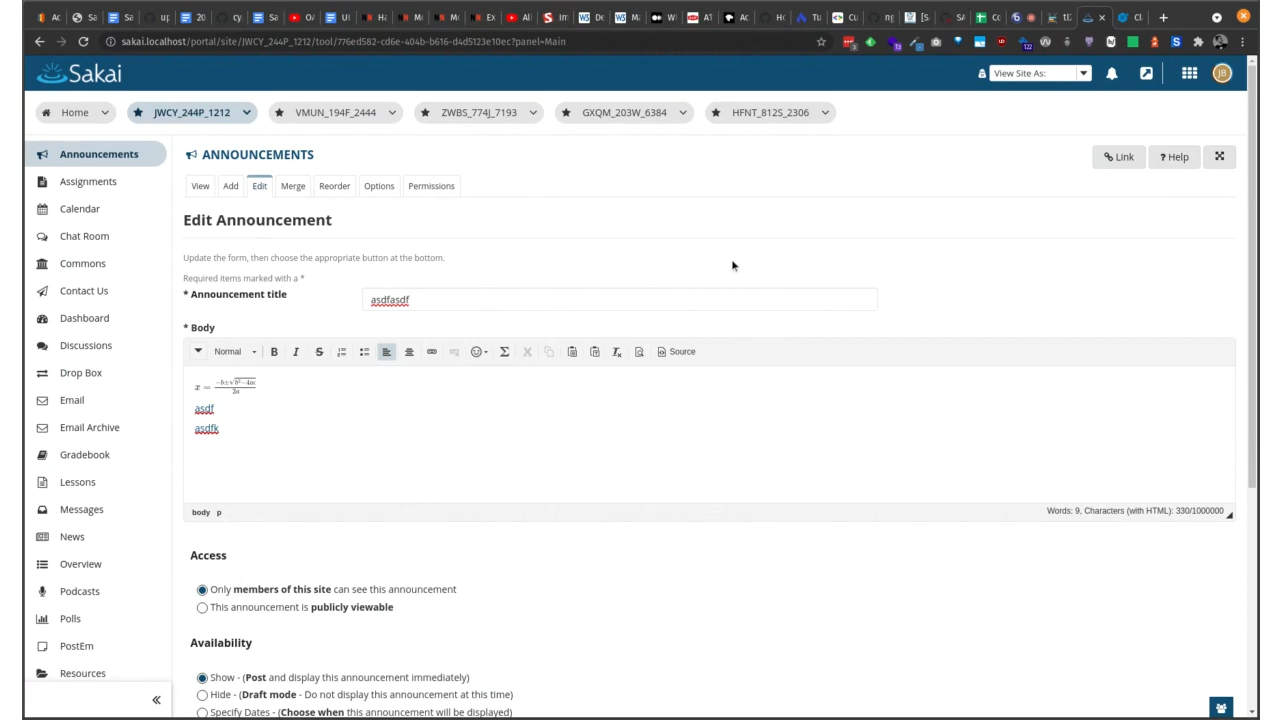 sakai.localhost/portal/site/JWCY_244P_1212/tool/776ed582-cd6e-404b-b616-d4d5123e10ec?panel=Main
Sakai
View Site As:
JB
Home
JWCY_244P_1212
VMUN_194F_2444
ZWBS_774J_7193
GXQM_203W_6384
HFNT_812S_2306
Announcements
Assignments
Calendar
Chat Room
Commons
Contact Us
Dashboard
Discussions
Drop Box
Email
Email Archive
Gradebook
Lessons
Messages
News
Overview
Podcasts
Polls
PostEm
Resources
ANNOUNCEMENTS
Link
? Help
View Add Edit Merge Reorder Options Permissions
Edit Announcement
Update the form, then choose the appropriate button at the bottom.
Required items marked with a *
* Announcement title
asdfasdf
* Body
Normal B I S Σ Source
x = −b±√b²−4ac
2a
asdf
asdfk
body p
Words: 9, Characters (with HTML): 330/1000000
Access
Only members of this site can see this announcement
This announcement is publicly viewable
Availability
Show - (Post and display this announcement immediately)
Hide - (Draft mode - Do not display this announcement at this time)
Specify Dates - (Choose when this announcement will be displayed)